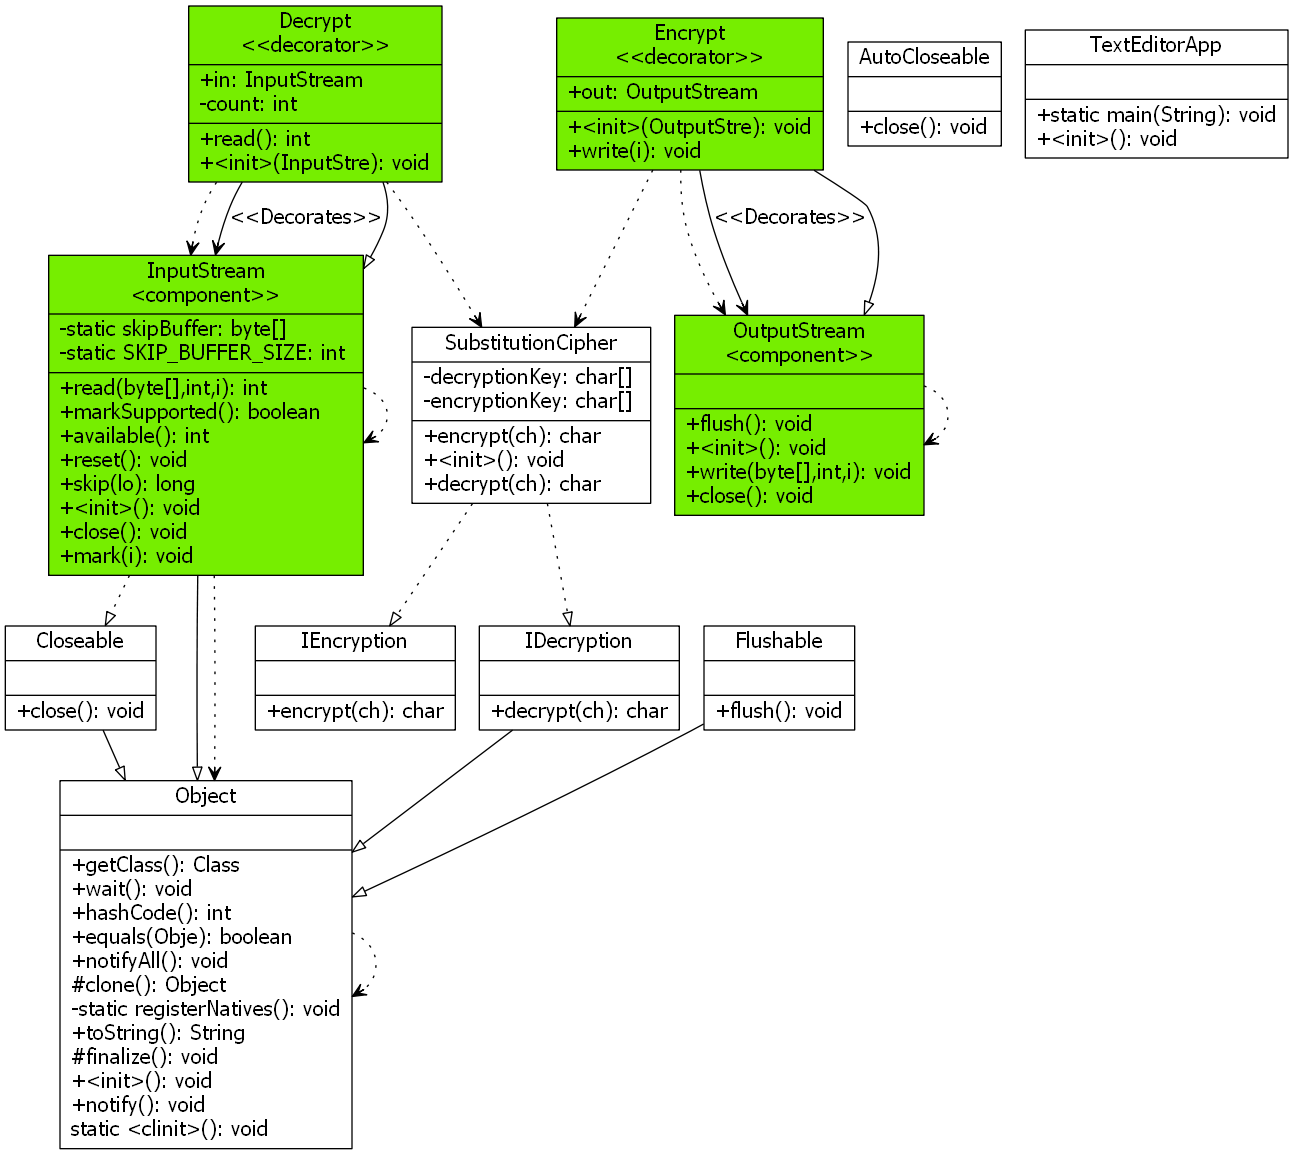 Decrypt
<<decorator>>
+in: InputStream
-count: int
+read(): int
+<init>(InputStre): void
Encrypt
<<decorator>>
+out: OutputStream
+<init>(OutputStre): void
+write(i): void
AutoCloseable
+close(): void
TextEditorApp
+static main(String): void
+<init>(): void
<<Decorates>>
<<Decorates>>
InputStream
<component>>
-static skipBuffer: byte[]
-static SKIP_BUFFER_SIZE: int
+read(byte[],int,i): int
+markSupported(): boolean
+available(): int
+reset(): void
+skip(lo): long
+<init>(): void
+close(): void
+mark(i): void
SubstitutionCipher
-decryptionKey: char[]
-encryptionKey: char[]
+encrypt(ch): char
+<init>(): void
+decrypt(ch): char
OutputStream
<component>>
+flush(): void
+<init>(): void
+write(byte[],int,i): void
+close(): void
Closeable
+close(): void
IEncryption
+encrypt(ch): char
IDecryption
+decrypt(ch): char
Flushable
+flush(): void
Object
+getClass(): Class
+wait(): void
+hashCode(): int
+equals(Obje): boolean
+notifyAll(): void
#clone(): Object
-static registerNatives(): void
+toString(): String
#finalize(): void
+<init>(): void
+notify(): void
static <clinit>(): void